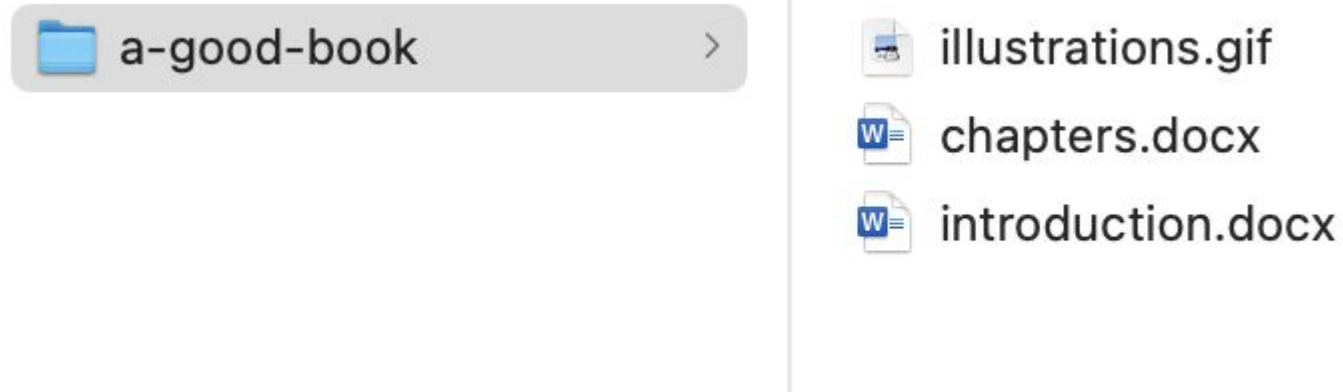 a-good-book
illustrations.gif
chapters.docx
introduction.docx